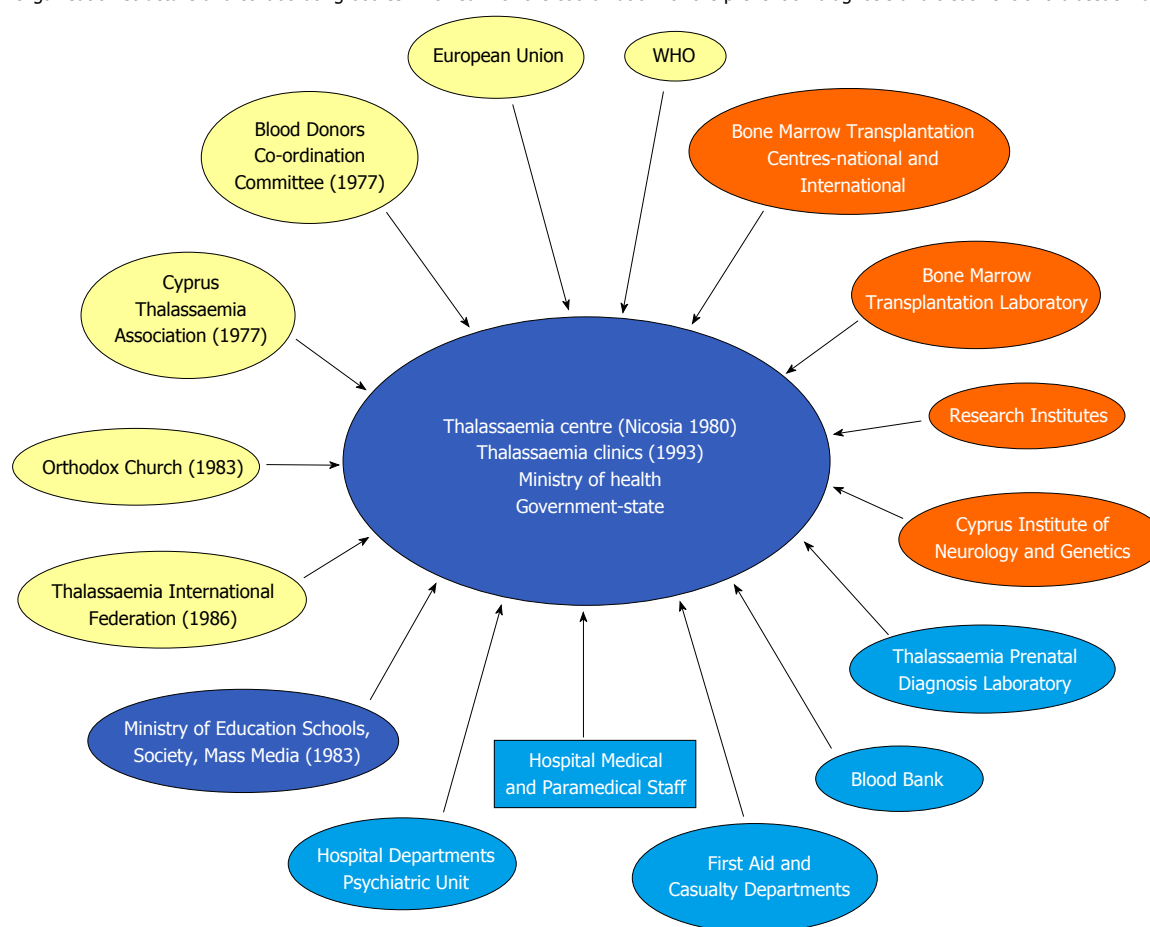 European Union
WHO
Blood Donors
Co-ordination
Committee (1977)
Bone Marrow Transplantation
Centres-national and
International
Cyprus
Thalassaemia
Association (1977)
Bone Marrow
Transplantation Laboratory
Research Institutes
Thalassaemia centre (Nicosia 1980)
Thalassaemia clinics (1993)
Ministry of health
Government-state
Orthodox Church (1983)
Cyprus Institute of
Neurology and Genetics
Thalassaemia International
Federation (1986)
Thalassaemia Prenatal
Diagnosis Laboratory
Ministry of Education Schools,
Society, Mass Media (1983)
Hospital Medical
and Paramedical Staff
Blood Bank
Hospital Departments
Psychiatric Unit
First Aid and
Casualty Departments